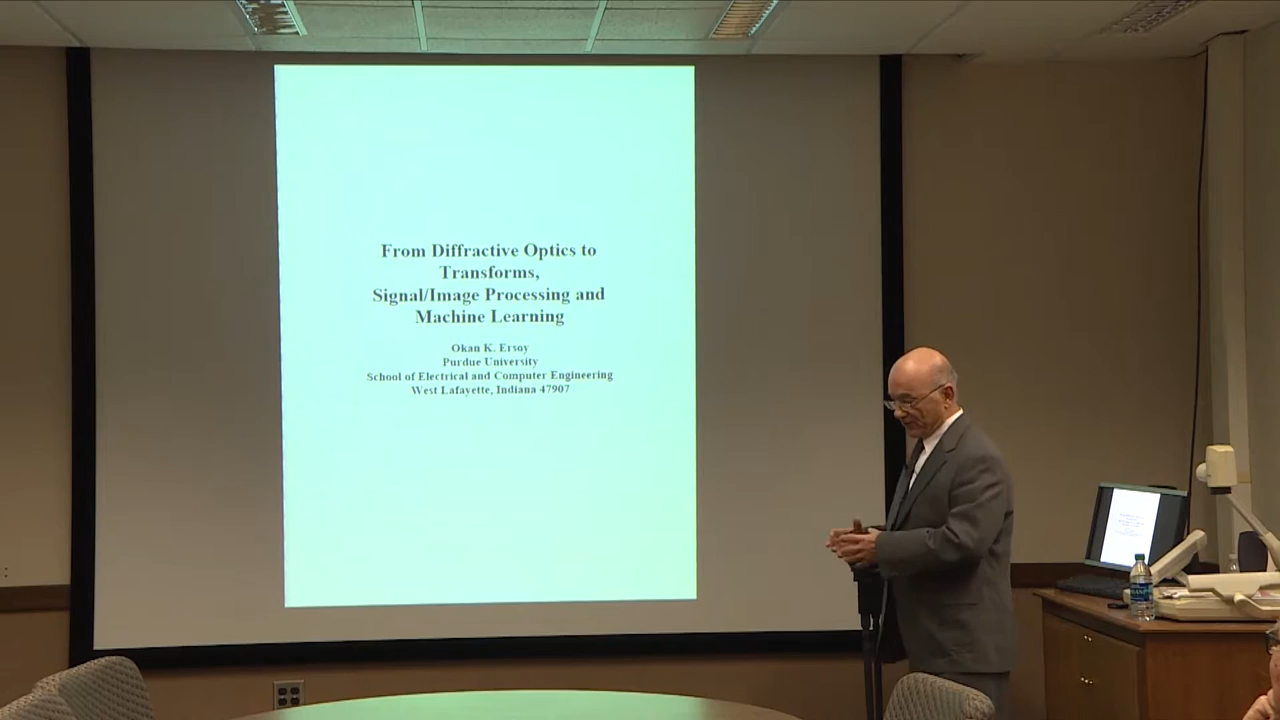 From Diffractive Optics to
Transforms,
Signal/Image Processing and
Machine Learning
Okan K. Ersoy
Purdue University
School of Electrical and Computer Engineering
West Lafayette, Indiana 47907